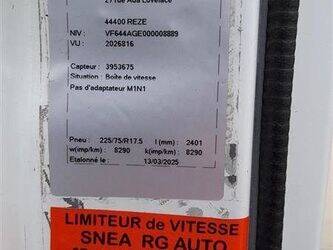 27 rue Ada Lovelace
44400 REZE
NIV : VF644AGE000008889
VU : 2026816
Capteur : 3953675
Situation : Boîte de vitesse
Pas d'adaptateur M1N1
Pneu : 225/75/R17.5 l (mm) : 2401
w(imp/km) : 8290 k(imp/km) : 8290
Etalonné le : 13/03/2025
LIMITEUR de VITESSE
SNEA RG AUTO